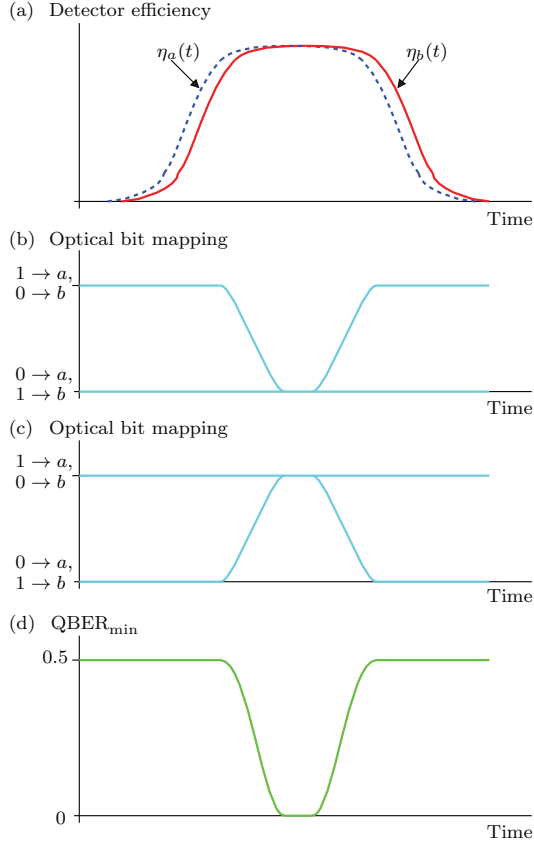 (a) Detector efficiency
ηa(t)
ηb(t)
Time
(b) Optical bit mapping
1 → a,
0 → b
0 → a,
1 → b
Time
(c) Optical bit mapping
1 → a,
0 → b
0 → a,
1 → b
Time
(d) QBERmin
0.5
0
Time